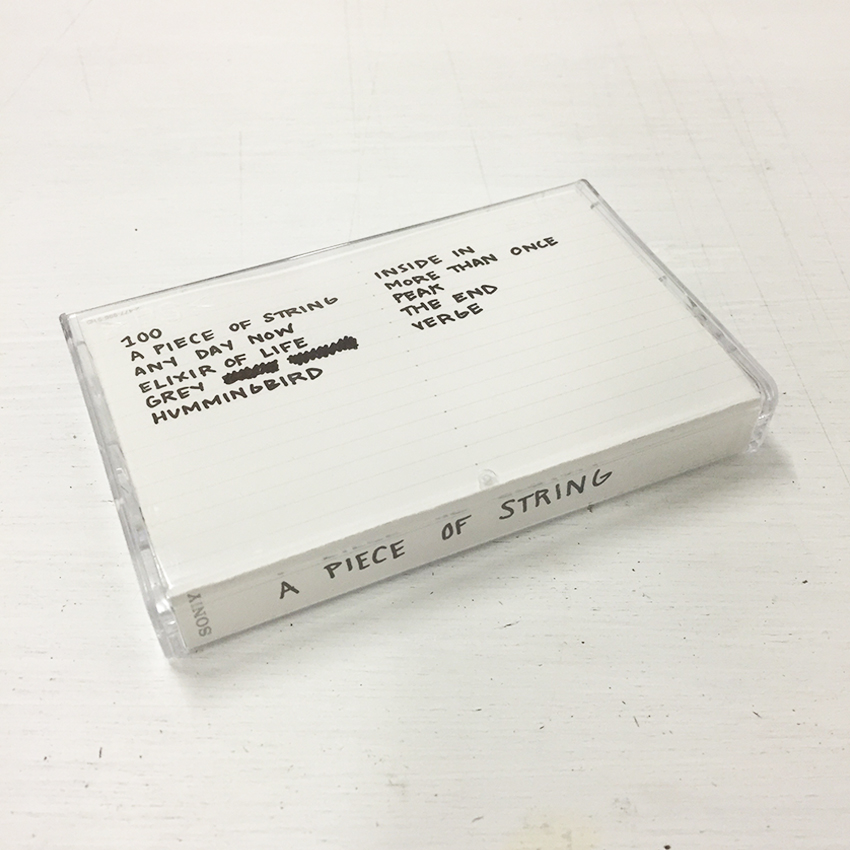 100
A PIECE OF STRING
ANY DAY NOW
ELIXIR OF LIFE
GREY
HUMMINGBIRD
INSIDE IN
MORE THAN ONCE
PEAK
THE END
VERGE
A PIECE OF STRING
SONY